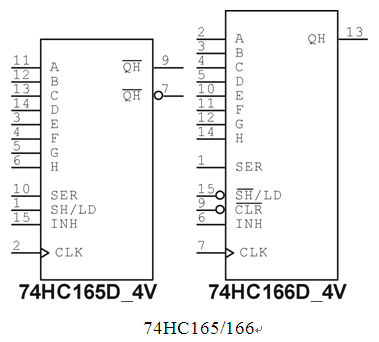 11 A QH 9
12 B
13 C QH 7
14 D
3 E
4 F
5 G
6 H
10 SER
1 SH/LD
15 INH
2 CLK
74HC165D_4V
2 A QH 13
3 B
4 C
5 D
10 E
11 F
12 G
14 H
1 SER
15 SH/LD
9 CLR
6 INH
7 CLK
74HC166D_4V
74HC165/166